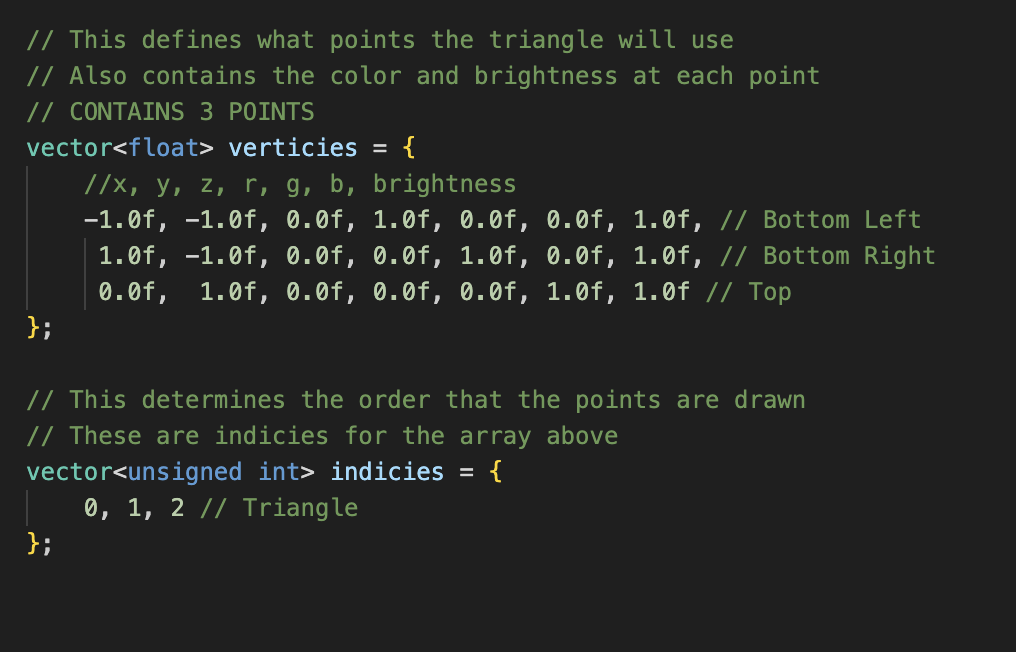 // This defines what points the triangle will use
// Also contains the color and brightness at each point
// CONTAINS 3 POINTS
vector<float> verticies = {
    //x, y, z, r, g, b, brightness
    -1.0f, -1.0f, 0.0f, 1.0f, 0.0f, 0.0f, 1.0f, // Bottom Left
     1.0f, -1.0f, 0.0f, 0.0f, 1.0f, 0.0f, 1.0f, // Bottom Right
     0.0f,  1.0f, 0.0f, 0.0f, 0.0f, 1.0f, 1.0f // Top
};

// This determines the order that the points are drawn
// These are indicies for the array above
vector<unsigned int> indicies = {
    0, 1, 2 // Triangle
};